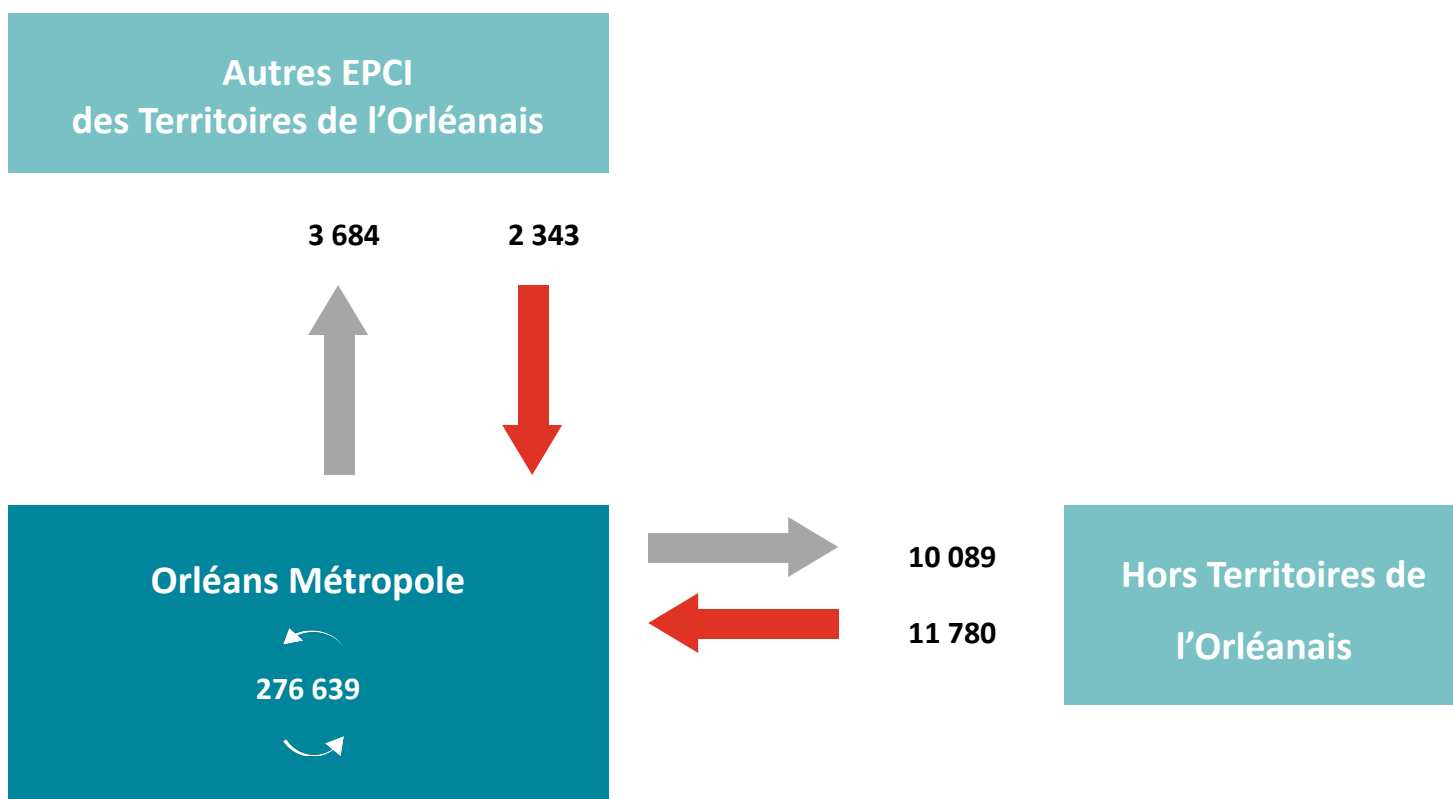 Autres EPCI
des Territoires de l’Orléanais
3 684 2 343
Orléans Métropole
276 639
10 089
11 780
Hors Territoires de
l’Orléanais